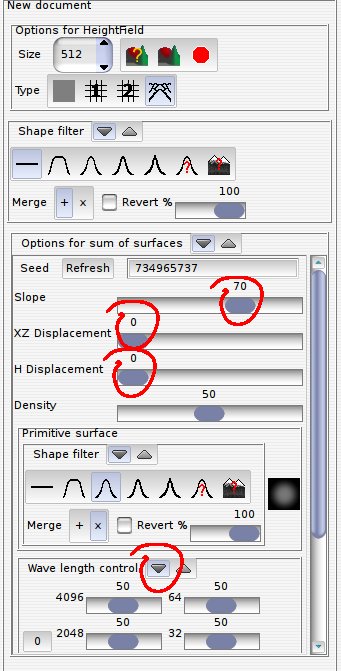 New document
Options for HeightField
Size 512
Type 1 2
Shape filter
Merge + x Revert % 100
Options for sum of surfaces
Seed Refresh 734965737
Slope 70
XZ Displacement 0
H Displacement 0
Density 50
Primitive surface
Shape filter
Merge + x Revert % 100
Wave length control
4096 50 64 50
0 2048 50 32 50